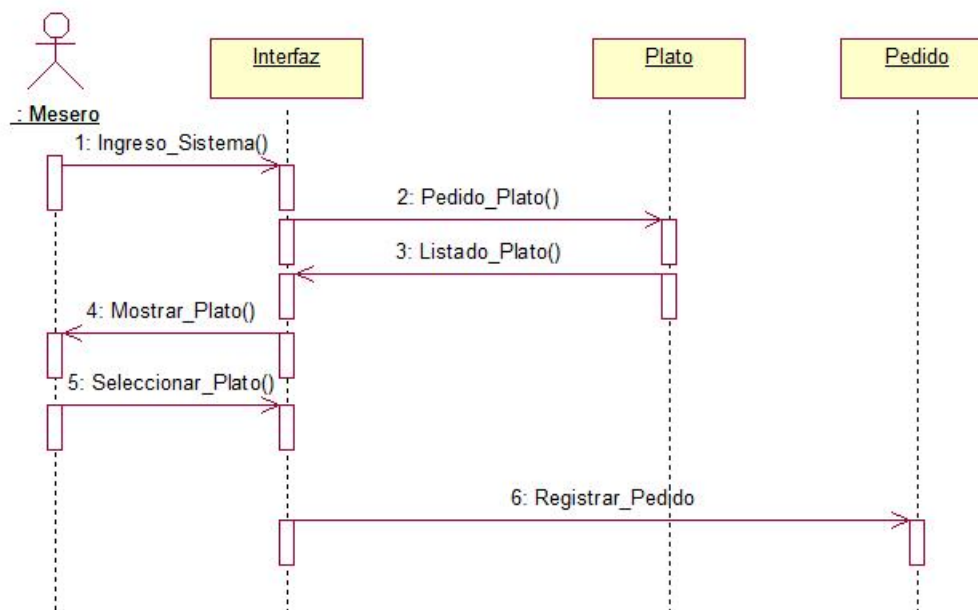 Interfaz
Plato
Pedido
: Mesero
1: Ingreso_Sistema()
2: Pedido_Plato()
3: Listado_Plato()
4: Mostrar_Plato()
5: Seleccionar_Plato()
6: Registrar_Pedido